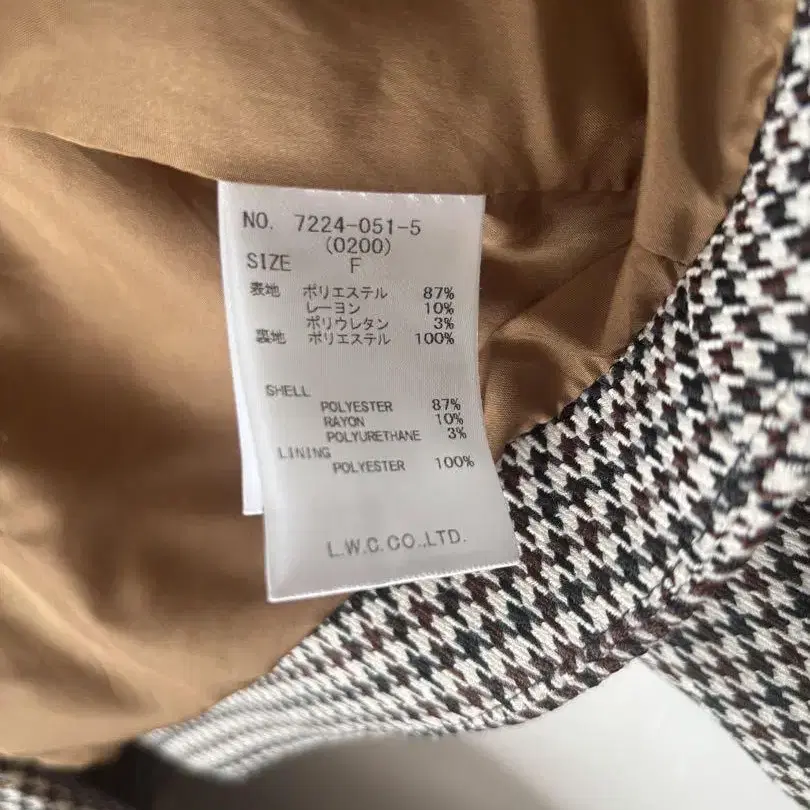 NO. 7224-051-5
(0200)
SIZE F
表地 ポリエステル 87%
レーヨン 10%
ポリウレタン 3%
裏地 ポリエステル 100%
SHELL
POLYESTER 87%
RAYON 10%
POLYURETHANE 3%
LINING
POLYESTER 100%
L.W.C.CO.,LTD.